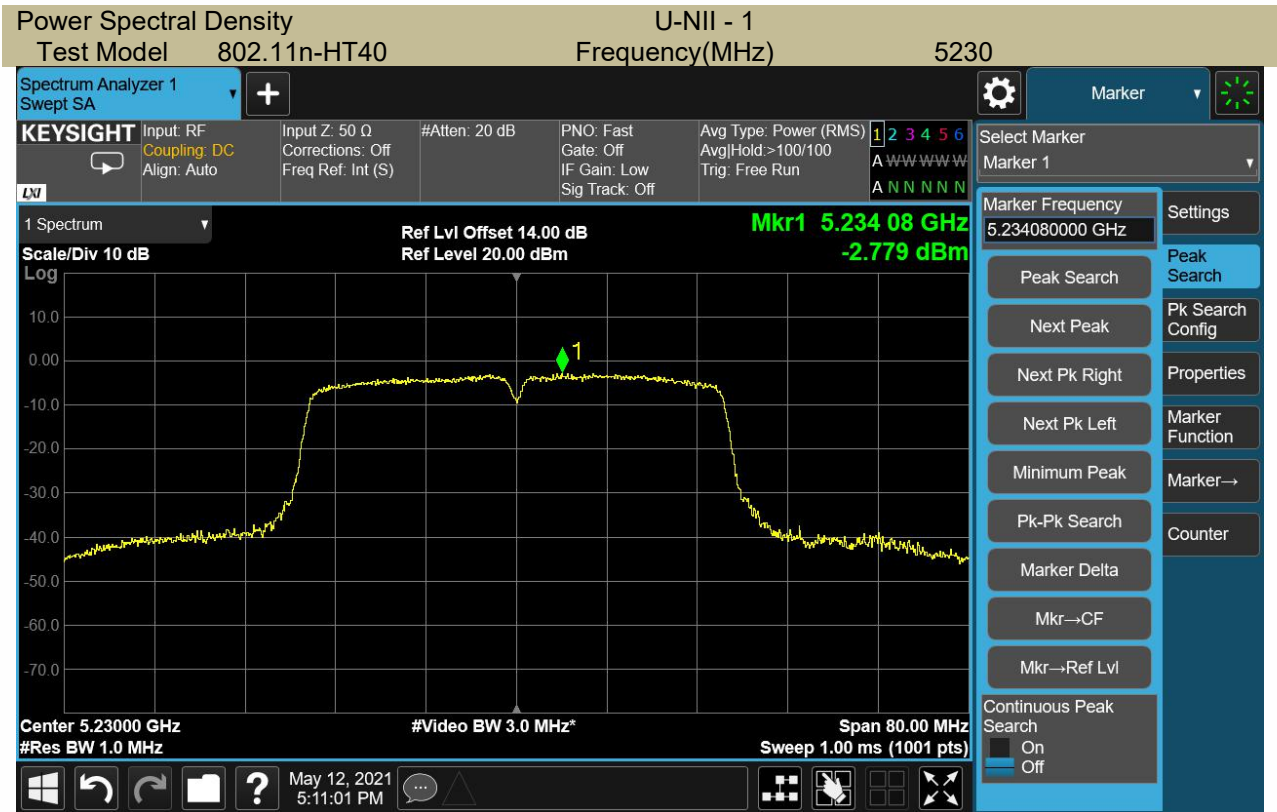 Power Spectral Density U-NII - 1
Test Model 802.11n-HT40 Frequency(MHz) 5230
Spectrum Analyzer 1
Swept SA
+
Marker
KEYSIGHT
LXI
Input: RF
Coupling: DC
Align: Auto
Input Z: 50 Ω
Corrections: Off
Freq Ref: Int (S)
#Atten: 20 dB
PNO: Fast
Gate: Off
IF Gain: Low
Sig Track: Off
Avg Type: Power (RMS)
Avg|Hold:>100/100
Trig: Free Run
1 2 3 4 5 6
A W W W W W
A N N N N N
Select Marker
Marker 1
1 Spectrum
Scale/Div 10 dB
Log
Ref Lvl Offset 14.00 dB
Ref Level 20.00 dBm
Mkr1 5.234 08 GHz
-2.779 dBm
10.0
0.00
-10.0
-20.0
-30.0
-40.0
-50.0
-60.0
-70.0
1
Center 5.23000 GHz
#Res BW 1.0 MHz
#Video BW 3.0 MHz*
Span 80.00 MHz
Sweep 1.00 ms (1001 pts)
Marker Frequency
5.234080000 GHz
Peak Search
Next Peak
Next Pk Right
Next Pk Left
Minimum Peak
Pk-Pk Search
Marker Delta
Mkr→CF
Mkr→Ref Lvl
Continuous Peak
Search
On
Off
Settings
Peak
Search
Pk Search
Config
Properties
Marker
Function
Marker→
Counter
?
May 12, 2021
5:11:01 PM